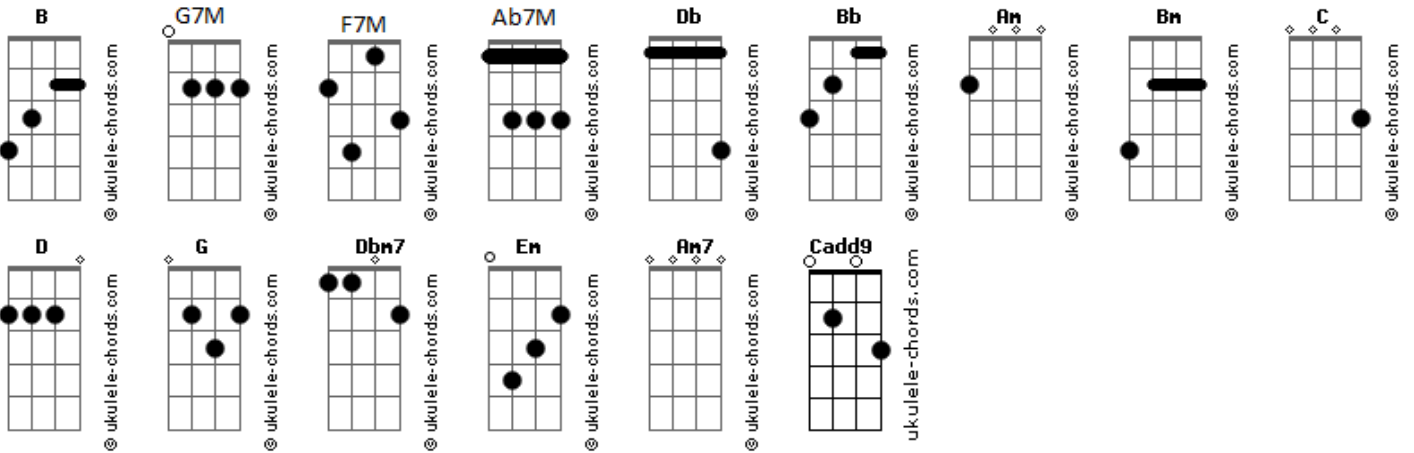 B G7M F7M Ab7M Db Bb Am Bm C
© ukulele-chords.com © ukulele-chords.com © ukulele-chords.com © ukulele-chords.com © ukulele-chords.com © ukulele-chords.com © ukulele-chords.com © ukulele-chords.com © ukulele-chords.com
D G Dbm7 Em Am7 Cadd9
© ukulele-chords.com © ukulele-chords.com © ukulele-chords.com © ukulele-chords.com © ukulele-chords.com ukulele-chords.com